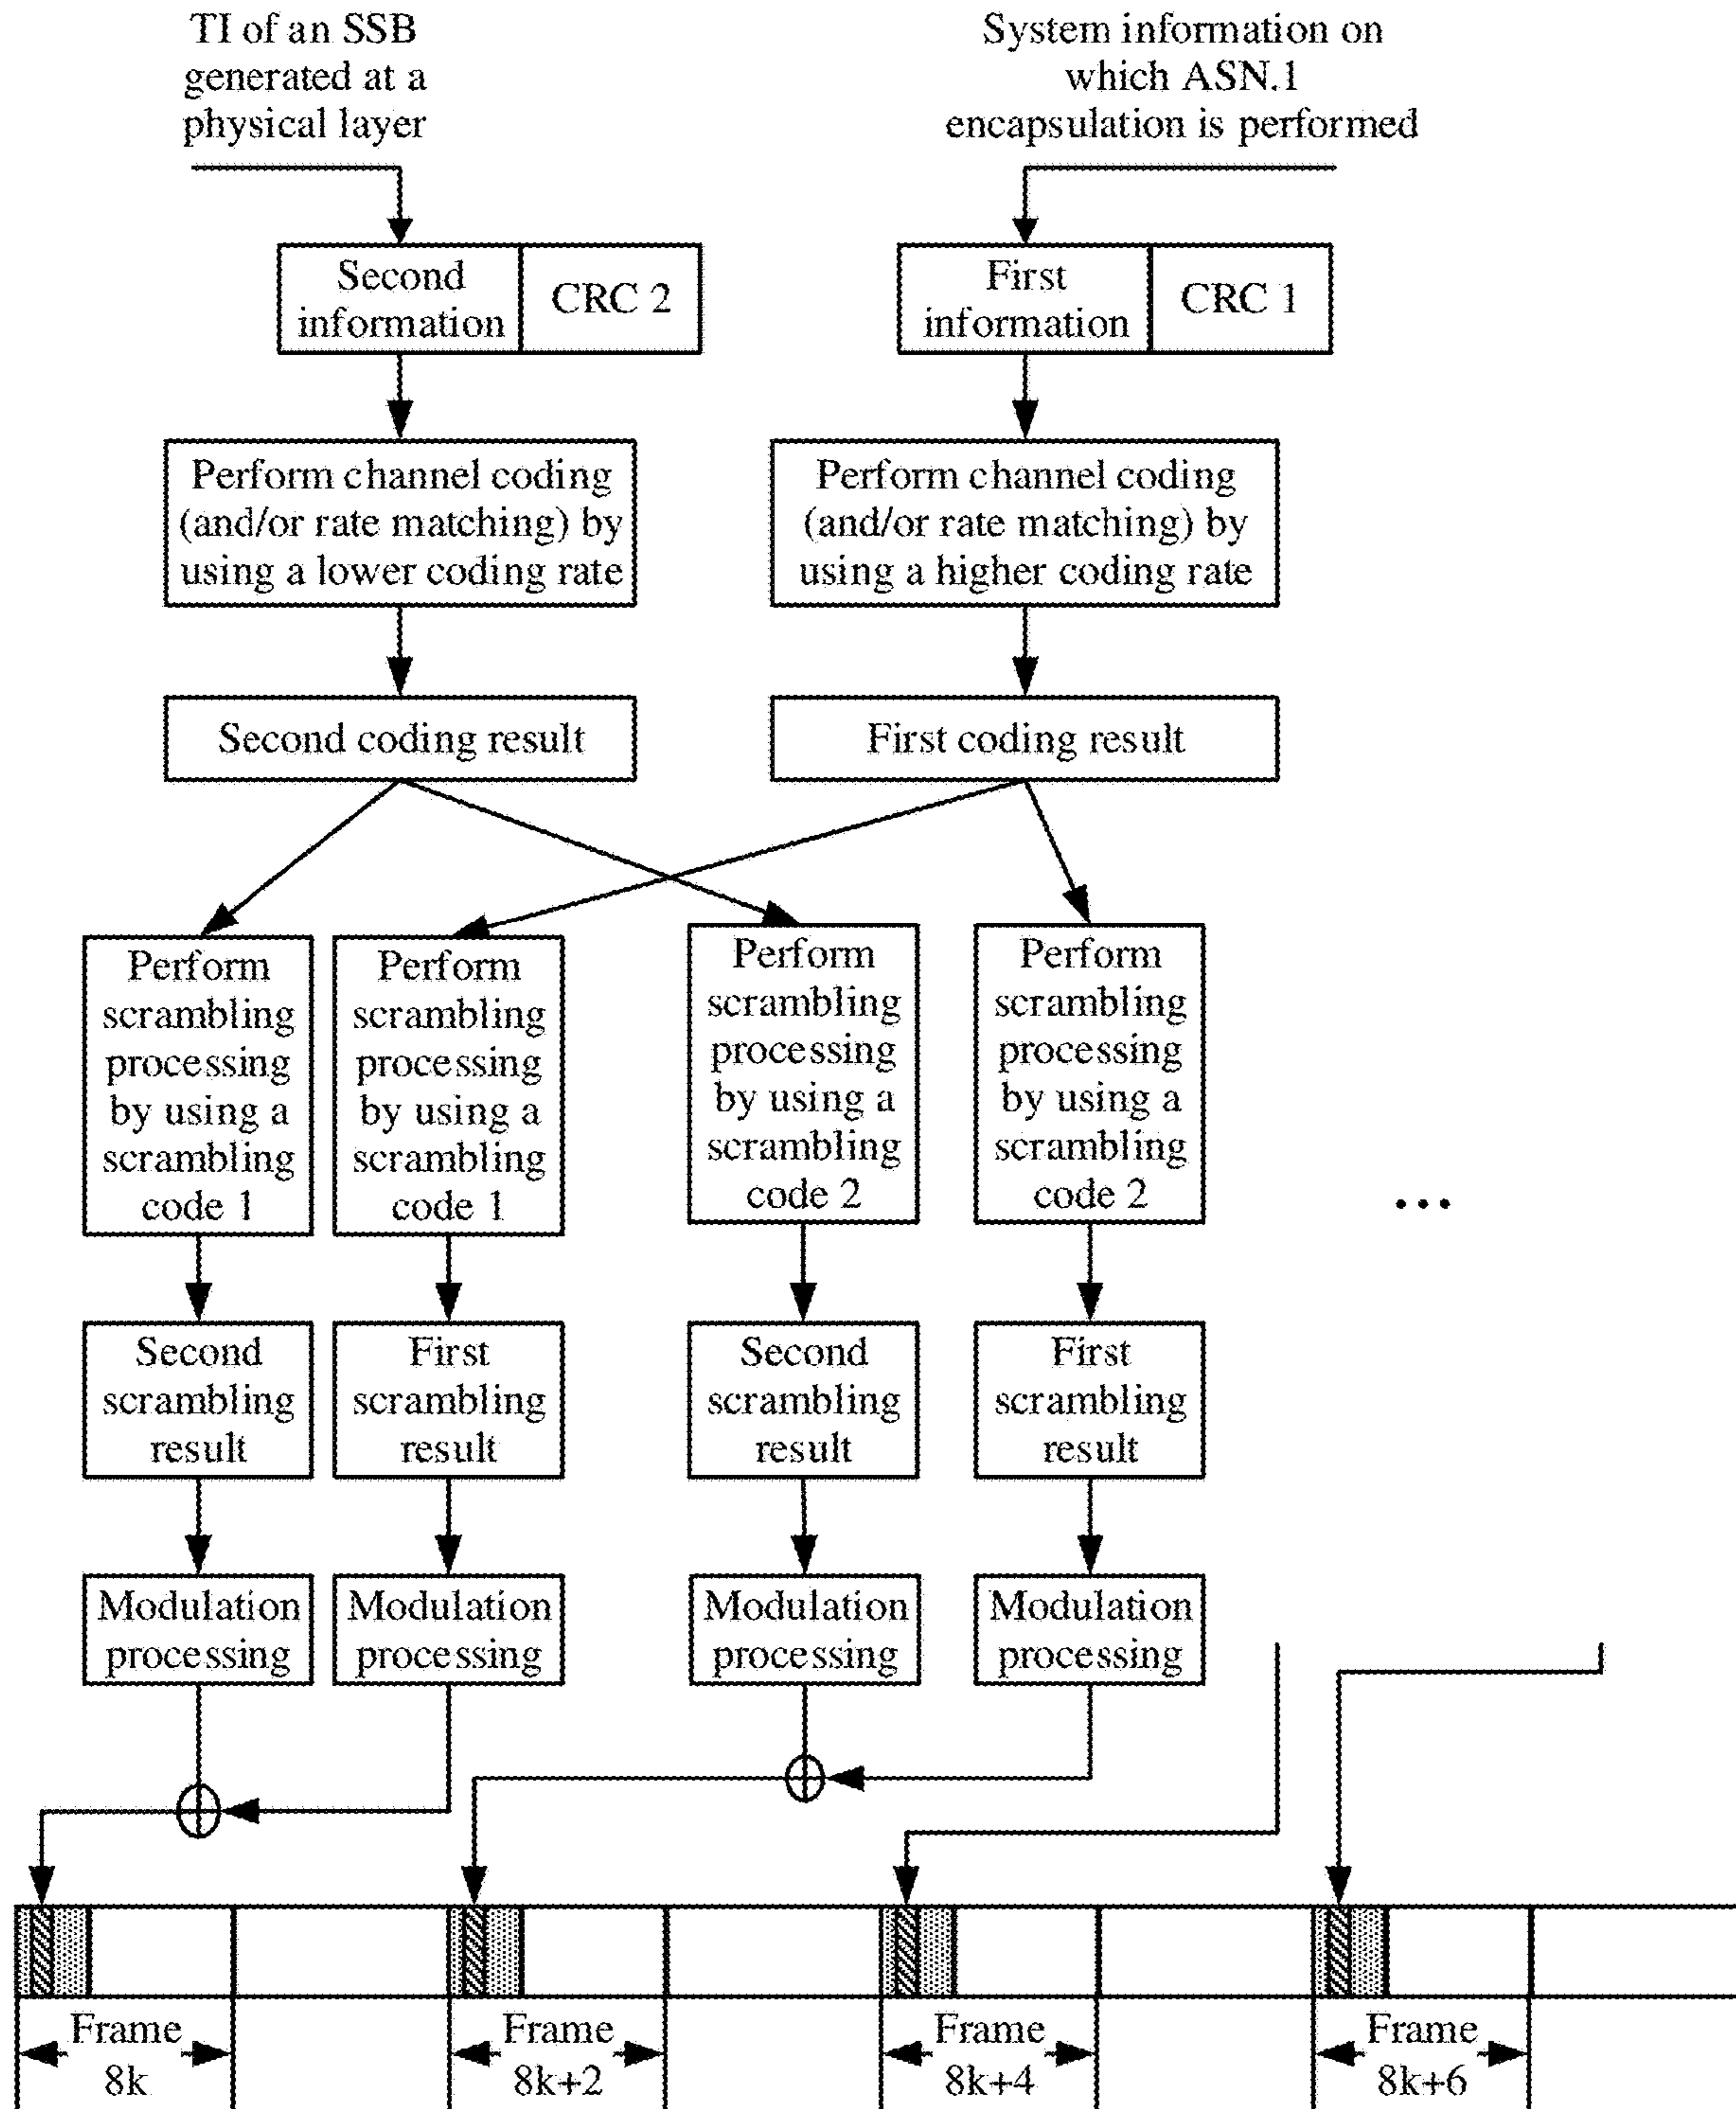 TI of an SSB
generated at a
physical layer
System information on
which ASN.1
encapsulation is performed
Second
information
CRC 2
First
information
CRC 1
Perform channel coding
(and/or rate matching) by
using a lower coding rate
Perform channel coding
(and/or rate matching) by
using a higher coding rate
Second coding result
First coding result
Perform
scrambling
processing
by using a
scrambling
code 1
Perform
scrambling
processing
by using a
scrambling
code 1
Perform
scrambling
processing
by using a
scrambling
code 2
Perform
scrambling
processing
by using a
scrambling
code 2
...
Second
scrambling
result
First
scrambling
result
Second
scrambling
result
First
scrambling
result
Modulation
processing
Modulation
processing
Modulation
processing
Modulation
processing
Frame
8k
Frame
8k+2
Frame
8k+4
Frame
8k+6